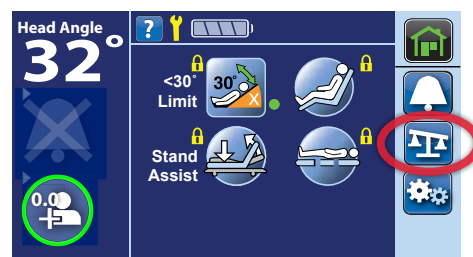 Head Angle
32°
?
<30°
Limit
30°
X
Stand
Assist
0.0